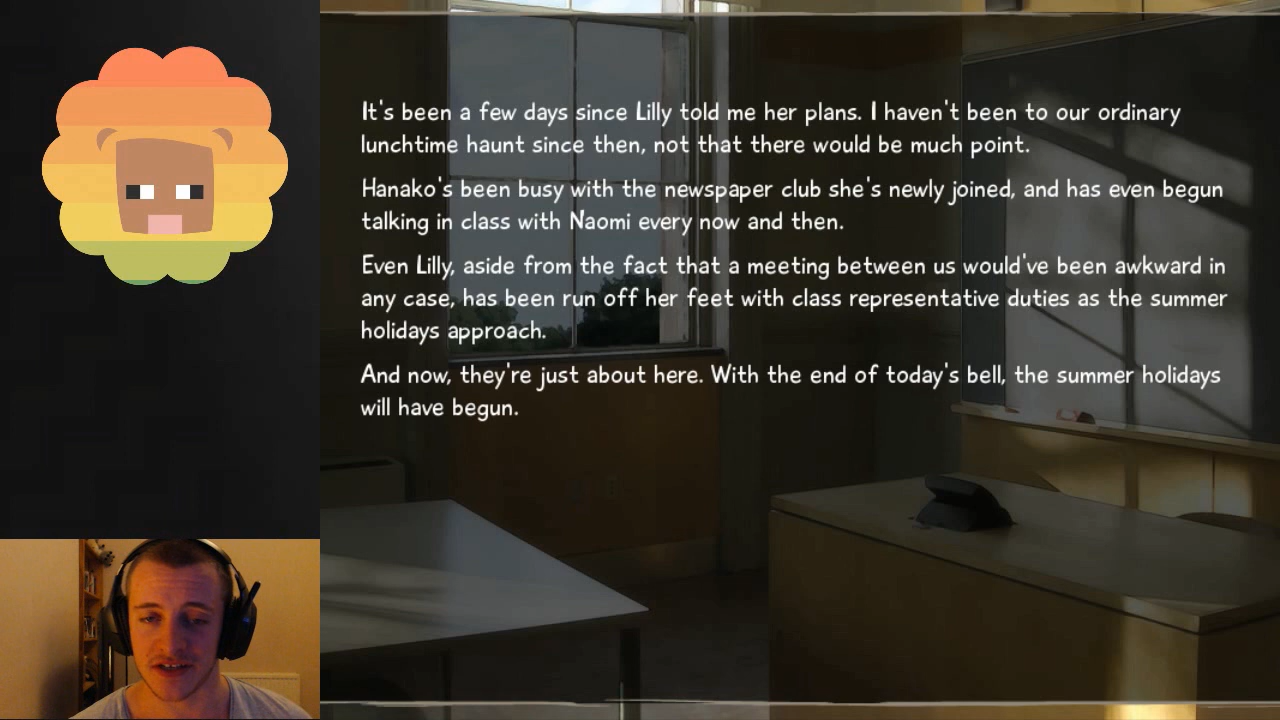 It's been a few days since Lilly told me her plans. I haven't been to our ordinary
lunchtime haunt since then, not that there would be much point.
Hanako's been busy with the newspaper club she's newly joined, and has even begun
talking in class with Naomi every now and then.
Even Lilly, aside from the fact that a meeting between us would've been awkward in
any case, has been run off her feet with class representative duties as the summer
holidays approach.
And now, they're just about here. With the end of today's bell, the summer holidays
will have begun.